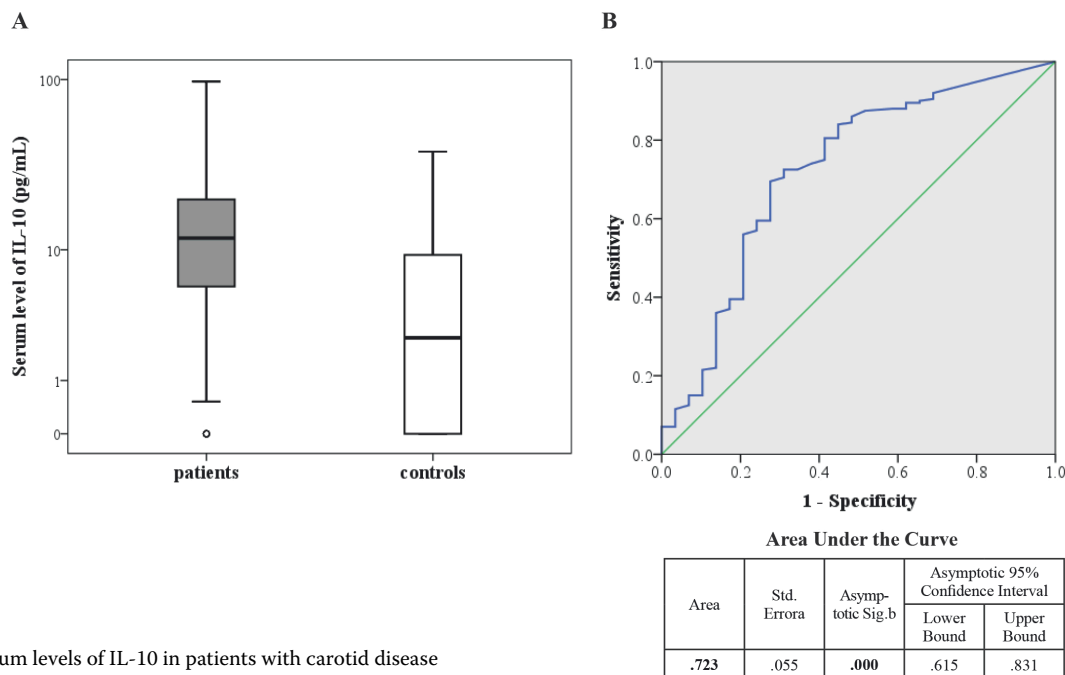 A
B
Serum level of IL-10 (pg/mL)
100
10
1
0
patients
controls
Sensitivity
1.0
0.8
0.6
0.4
0.2
0.0
0.0 0.2 0.4 0.6 0.8 1.0
1 - Specificity
Area Under the Curve
Area
Std.
Errora
Asymp-
totic Sig.b
Asymptotic 95%
Confidence Interval
Lower
Bound
Upper
Bound
.723 .055 .000 .615 .831
um levels of IL-10 in patients with carotid disease